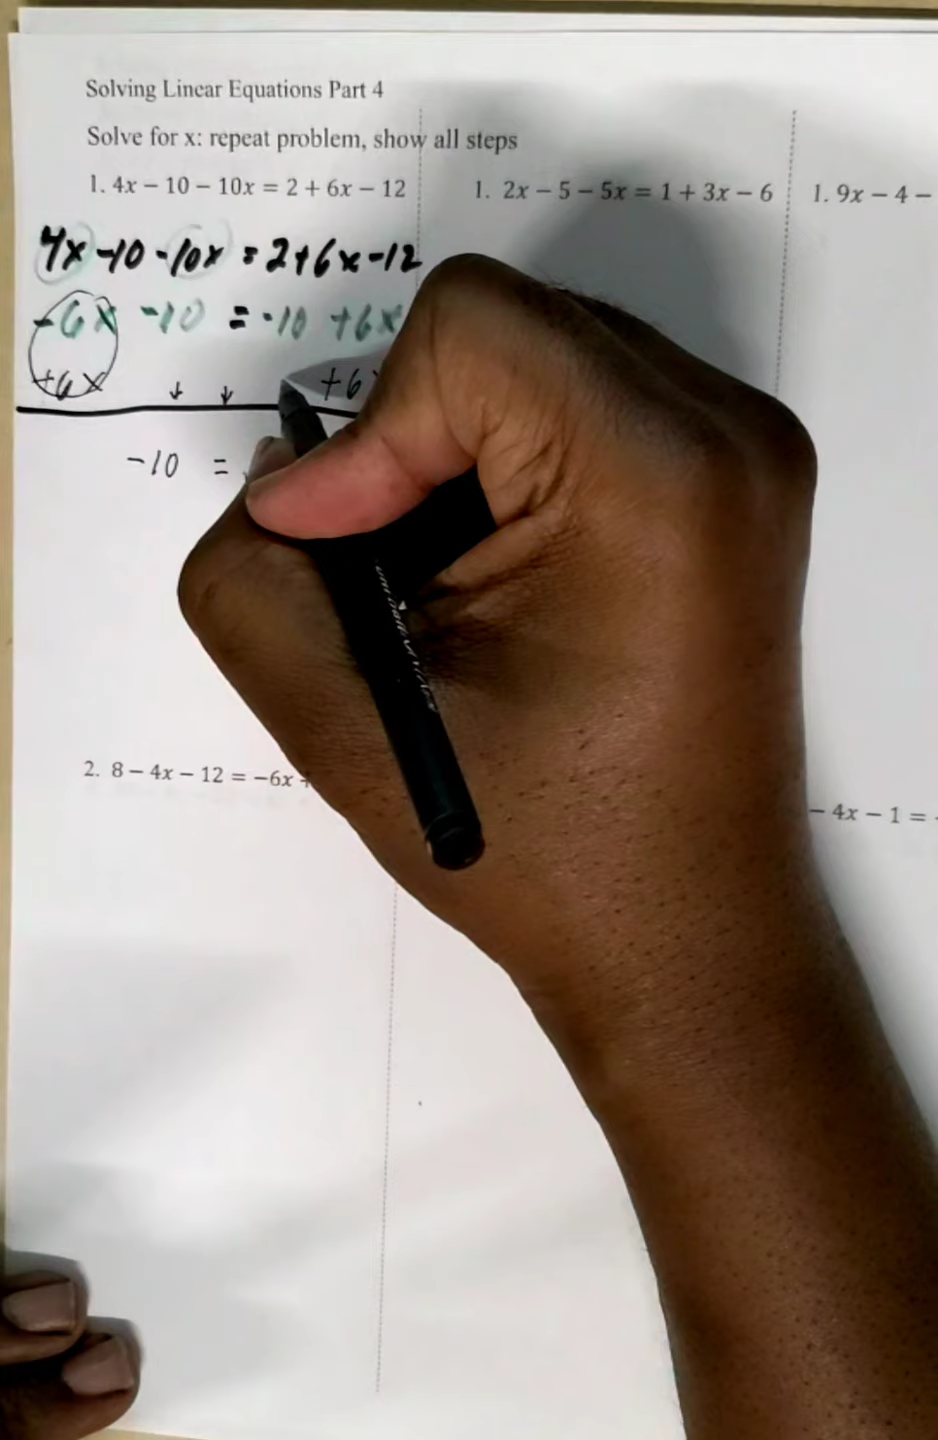 Solving Linear Equations Part 4
Solve for x: repeat problem, show all steps
1. 4x − 10 − 10x = 2 + 6x − 12
1. 2x − 5 − 5x = 1 + 3x − 6
1. 9x − 4 −
4x -10 -10x = 2+6x-12
-6x -10 = -10 +6x
+6x +6
-10 =
2. 8 − 4x − 12 = −6x +
− 4x − 1 =